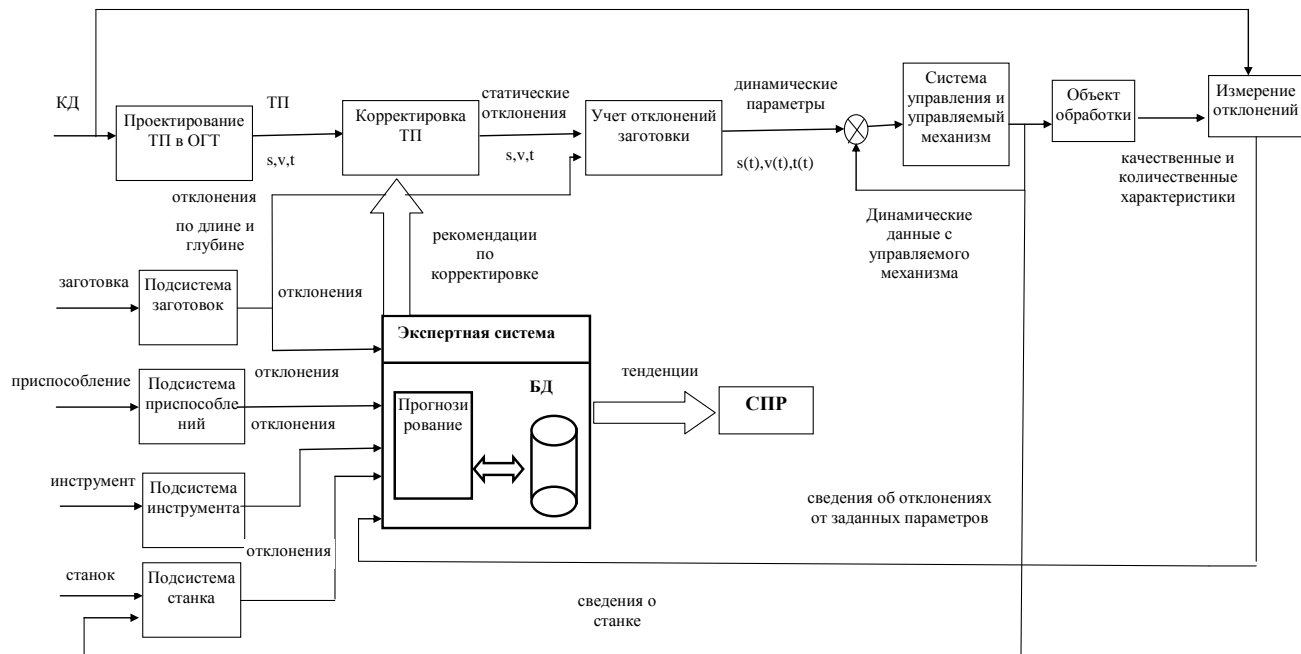 КД
Проектирование
ТП в ОГТ
ТП
s,v,t
Корректировка
ТП
статические
отклонения
s,v,t
Учет отклонений
заготовки
динамические
параметры
s(t),v(t),t(t)
Система
управления и
управляемый
механизм
Объект
обработки
Измерение
отклонений
качественные и
количественные
характеристики
Динамические
данные с
управляемого
механизма
отклонения
по длине и
глубине
рекомендации
по
корректировке
заготовка
Подсистема
заготовок
отклонения
Экспертная система
приспособление
Подсистема
приспособле
ний
отклонения
отклонения
Прогнози
рование
БД
тенденции
СПР
инструмент
Подсистема
инструмента
отклонения
сведения об отклонениях
от заданных параметров
станок
Подсистема
станка
сведения о
станке